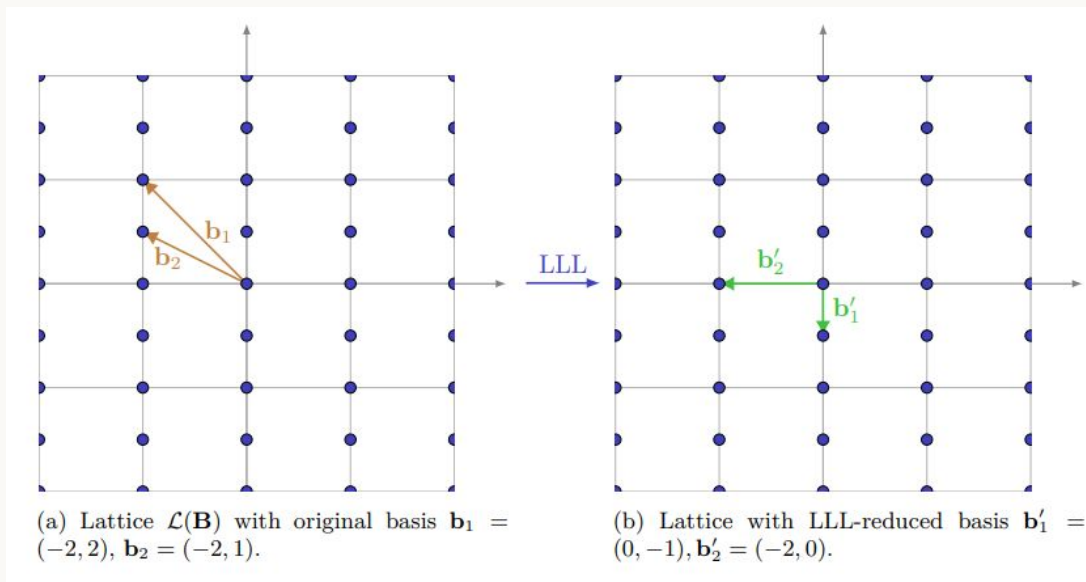 b₁
b₂
LLL
b′₂
b′₁
(a) Lattice 𝓛(B) with original basis b₁ =
(−2, 2), b₂ = (−2, 1).
(b) Lattice with LLL-reduced basis b′₁ =
(0, −1), b′₂ = (−2, 0).